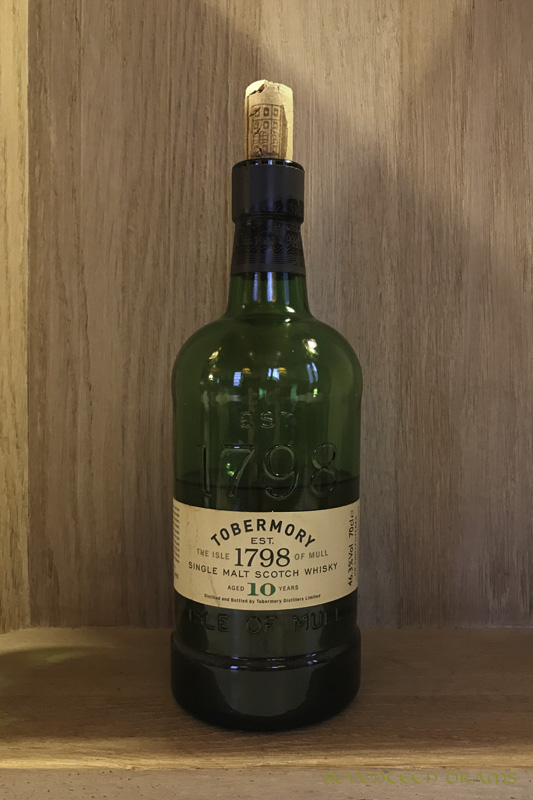 EST
1798
TOBERMORY
EST.
THE ISLE 1798 OF MULL
SINGLE MALT SCOTCH WHISKY
AGED 10 YEARS
Distilled and Bottled by Tobermory Distillers Limited
46.3%Vol 70cl
ISLE OF MULL